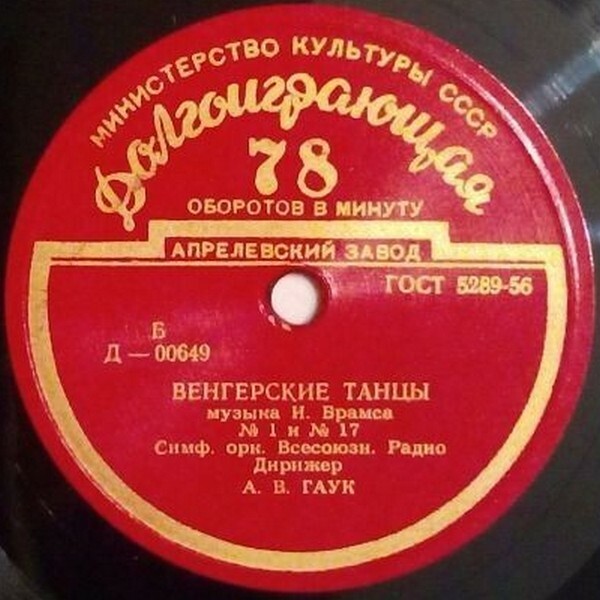 МИНИСТЕРСТВО КУЛЬТУРЫ СССР
Долгоиграющая
78
ОБОРОТОВ В МИНУТУ
АПРЕЛЕВСКИЙ ЗАВОД
ГОСТ 5289-56
Б
Д — 00649
ВЕНГЕРСКИЕ ТАНЦЫ
музыка И. Брамса
№ 1 и № 17
Симф. орк. Всесоюзн. Радио
Дирижер
А. В. ГАУК